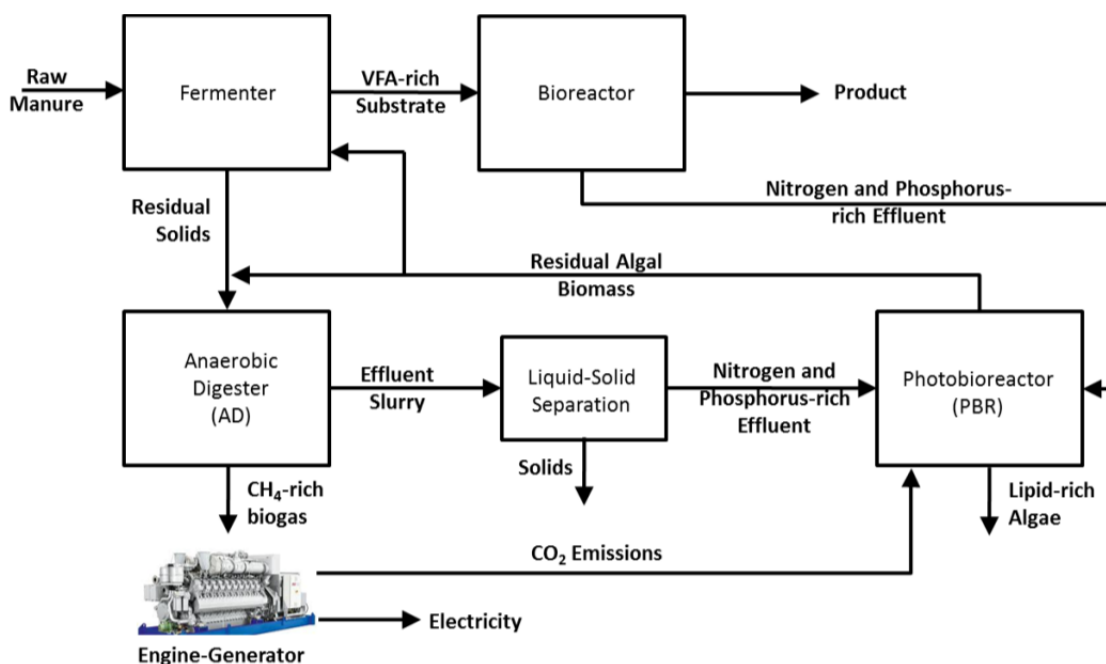 Raw
Manure
Fermenter
VFA-rich
Substrate
Bioreactor
Product
Residual
Solids
Nitrogen and Phosphorus-
rich Effluent
Residual Algal
Biomass
Anaerobic
Digester
(AD)
Effluent
Slurry
Liquid-Solid
Separation
Nitrogen and
Phosphorus-rich
Effluent
Photobioreactor
(PBR)
Solids
CH₄-rich
biogas
Lipid-rich
Algae
CO₂ Emissions
Electricity
Engine-Generator